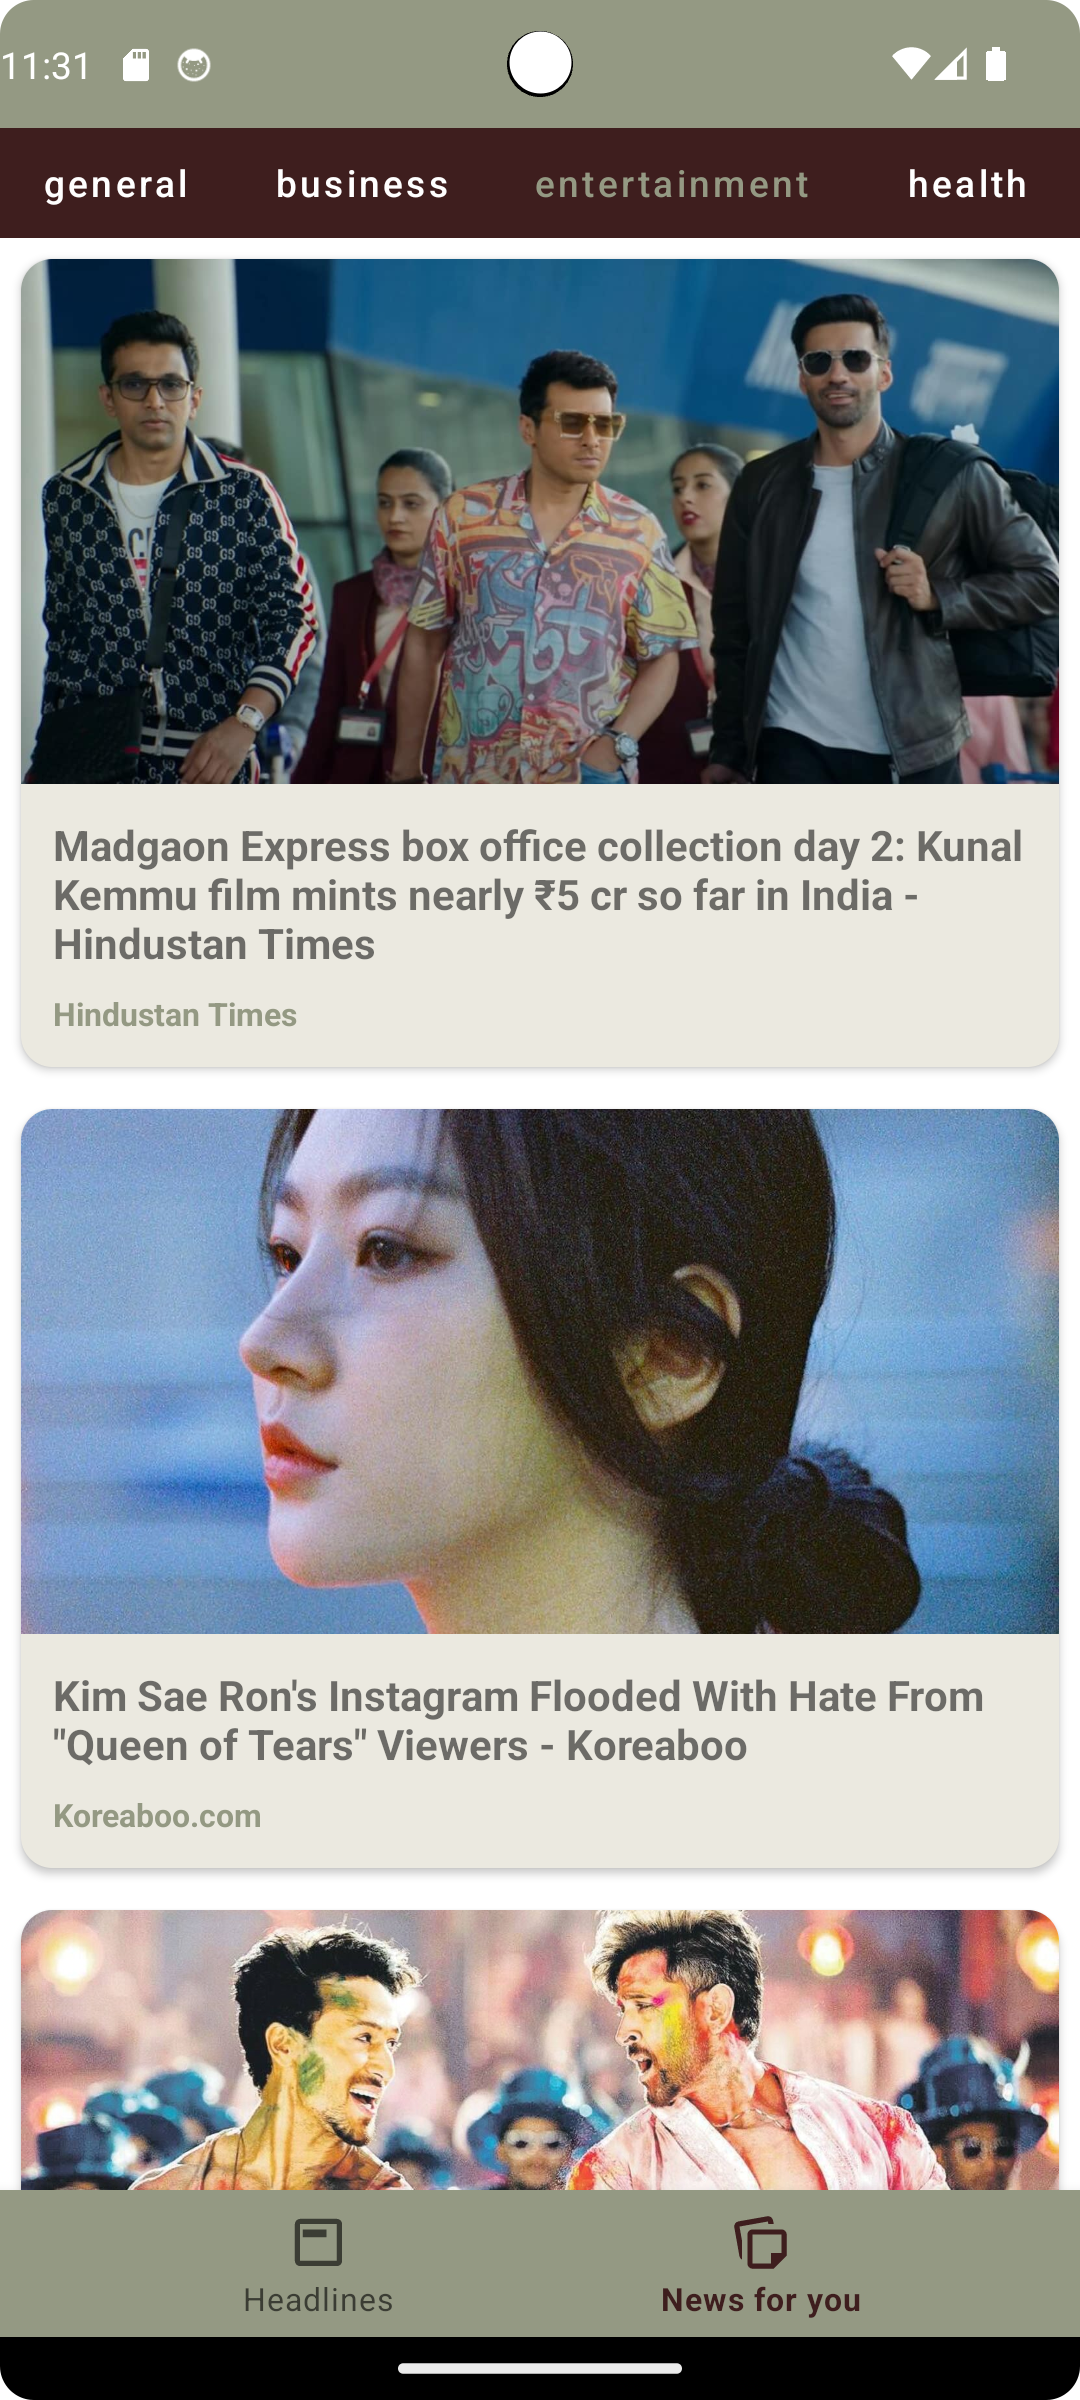 11:31
general business entertainment health
Madgaon Express box office collection day 2: Kunal
Kemmu film mints nearly ₹5 cr so far in India -
Hindustan Times
Hindustan Times
Kim Sae Ron's Instagram Flooded With Hate From
"Queen of Tears" Viewers - Koreaboo
Koreaboo.com
Headlines
News for you